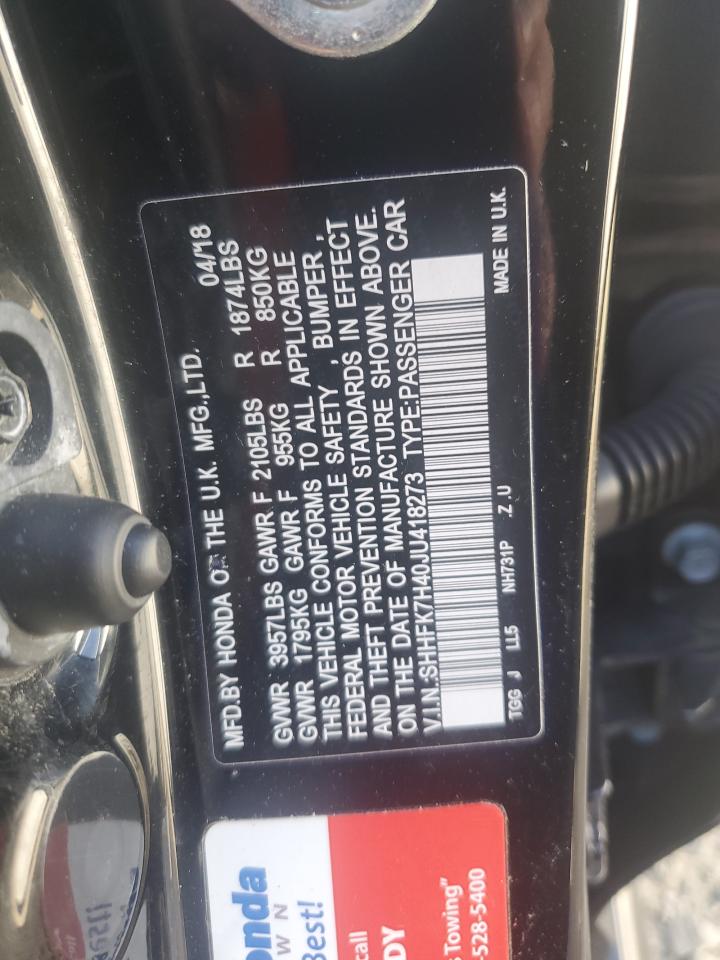 MFD.BY HONDA OF THE U.K. MFG.,LTD. 04/18
GVWR 3957LBS GAWR F 2105LBS R 1874LBS
GVWR 1795KG GAWR F 955KG R 850KG
THIS VEHICLE CONFORMS TO ALL APPLICABLE
FEDERAL MOTOR VEHICLE SAFETY , BUMPER ,
AND THEFT PREVENTION STANDARDS IN EFFECT
ON THE DATE OF MANUFACTURE SHOWN ABOVE.
V.I.N.:SHHFK7H40JU418273 TYPE:PASSENGER CAR
TGG J LL5 NH731P .Z .U MADE IN U.K.
onda
W N
Best!
call
DY
s Towing”
-528-5400